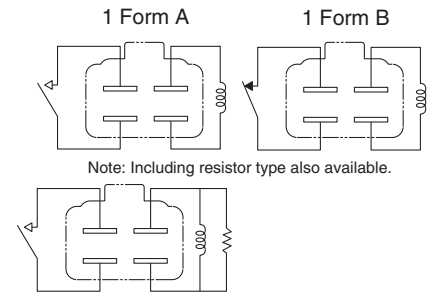 1 Form A 1 Form B
Note: Including resistor type also available.